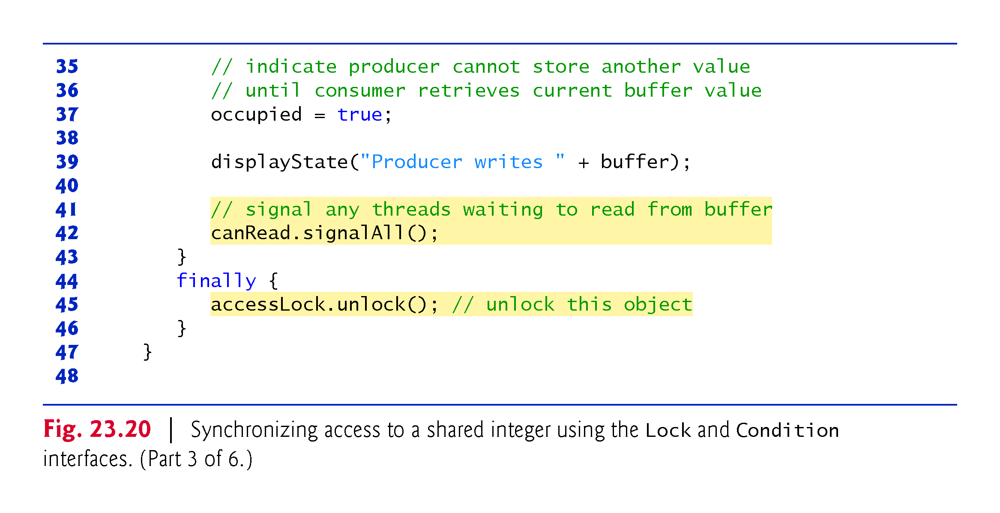 35 // indicate producer cannot store another value
36 // until consumer retrieves current buffer value
37 occupied = true;
38
39 displayState("Producer writes " + buffer);
40
41 // signal any threads waiting to read from buffer
42 canRead.signalAll();
43 }
44 finally {
45 accessLock.unlock(); // unlock this object
46 }
47 }
48
Fig. 23.20 | Synchronizing access to a shared integer using the Lock and Condition
interfaces. (Part 3 of 6.)